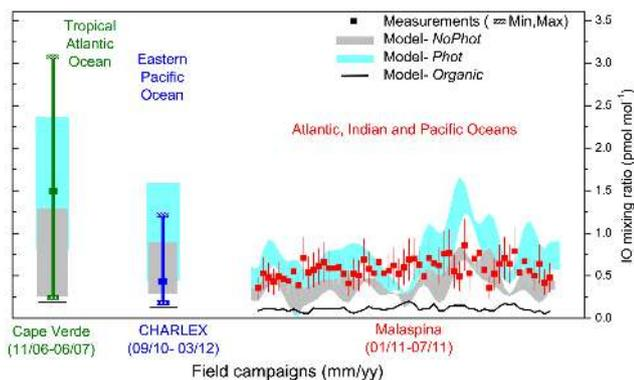 Tropical
Atlantic
Ocean
Eastern
Pacific
Ocean
Measurements ( Min,Max)
Model- NoPhot
Model- Phot
Model- Organic
Atlantic, Indian and Pacific Oceans
3.5
3.0
2.5
2.0
1.5
1.0
0.5
0.0
IO mixing ratio (pmol mol⁻¹)
Cape Verde
(11/06-06/07)
CHARLEX
(09/10- 03/12)
Malaspina
(01/11-07/11)
Field campaigns (mm/yy)